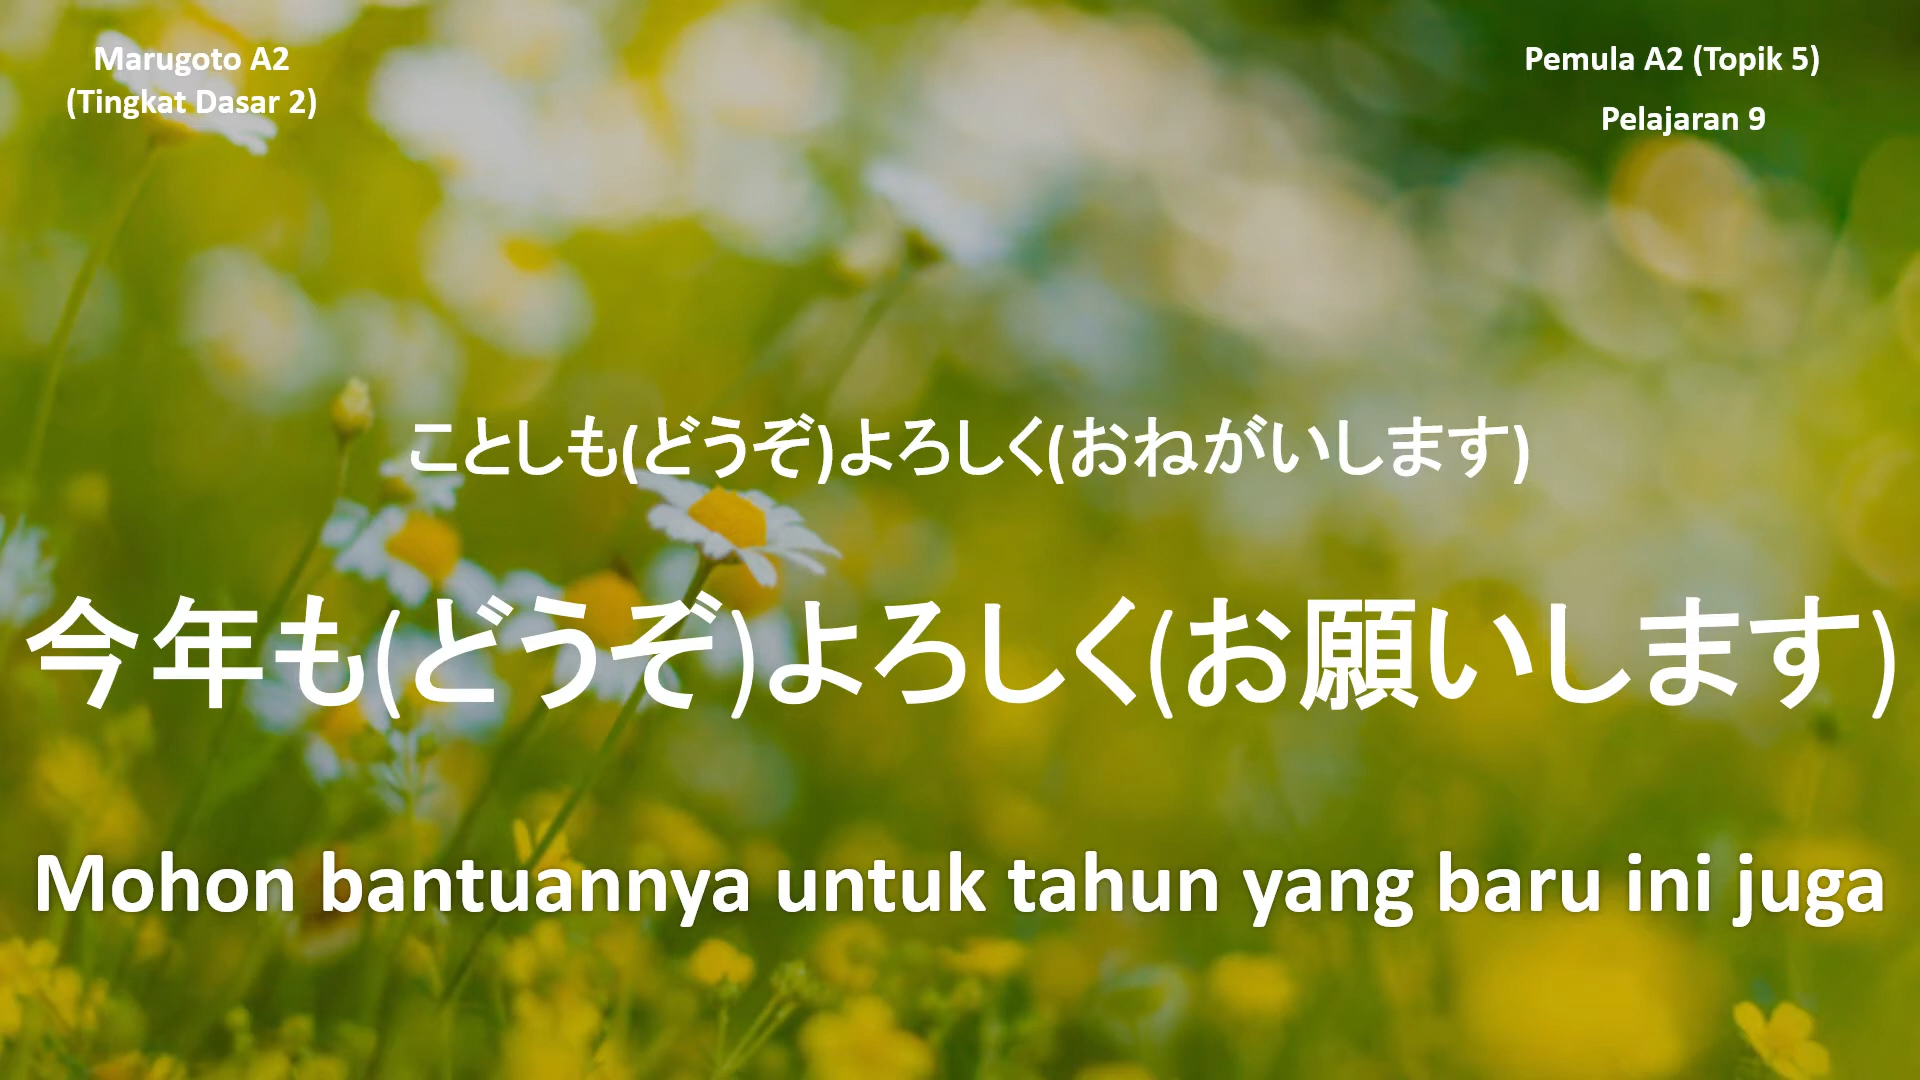 Marugoto A2
(Tingkat Dasar 2)
Pemula A2 (Topik 5)
Pelajaran 9
ことしも(どうぞ)よろしく(おねがいします)
今年も(どうぞ)よろしく(お願いします)
Mohon bantuannya untuk tahun yang baru ini juga